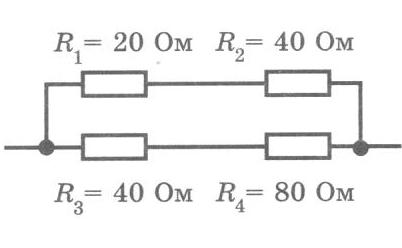 R₁= 20 Ом R₂= 40 Ом
R₃= 40 Ом R₄= 80 Ом